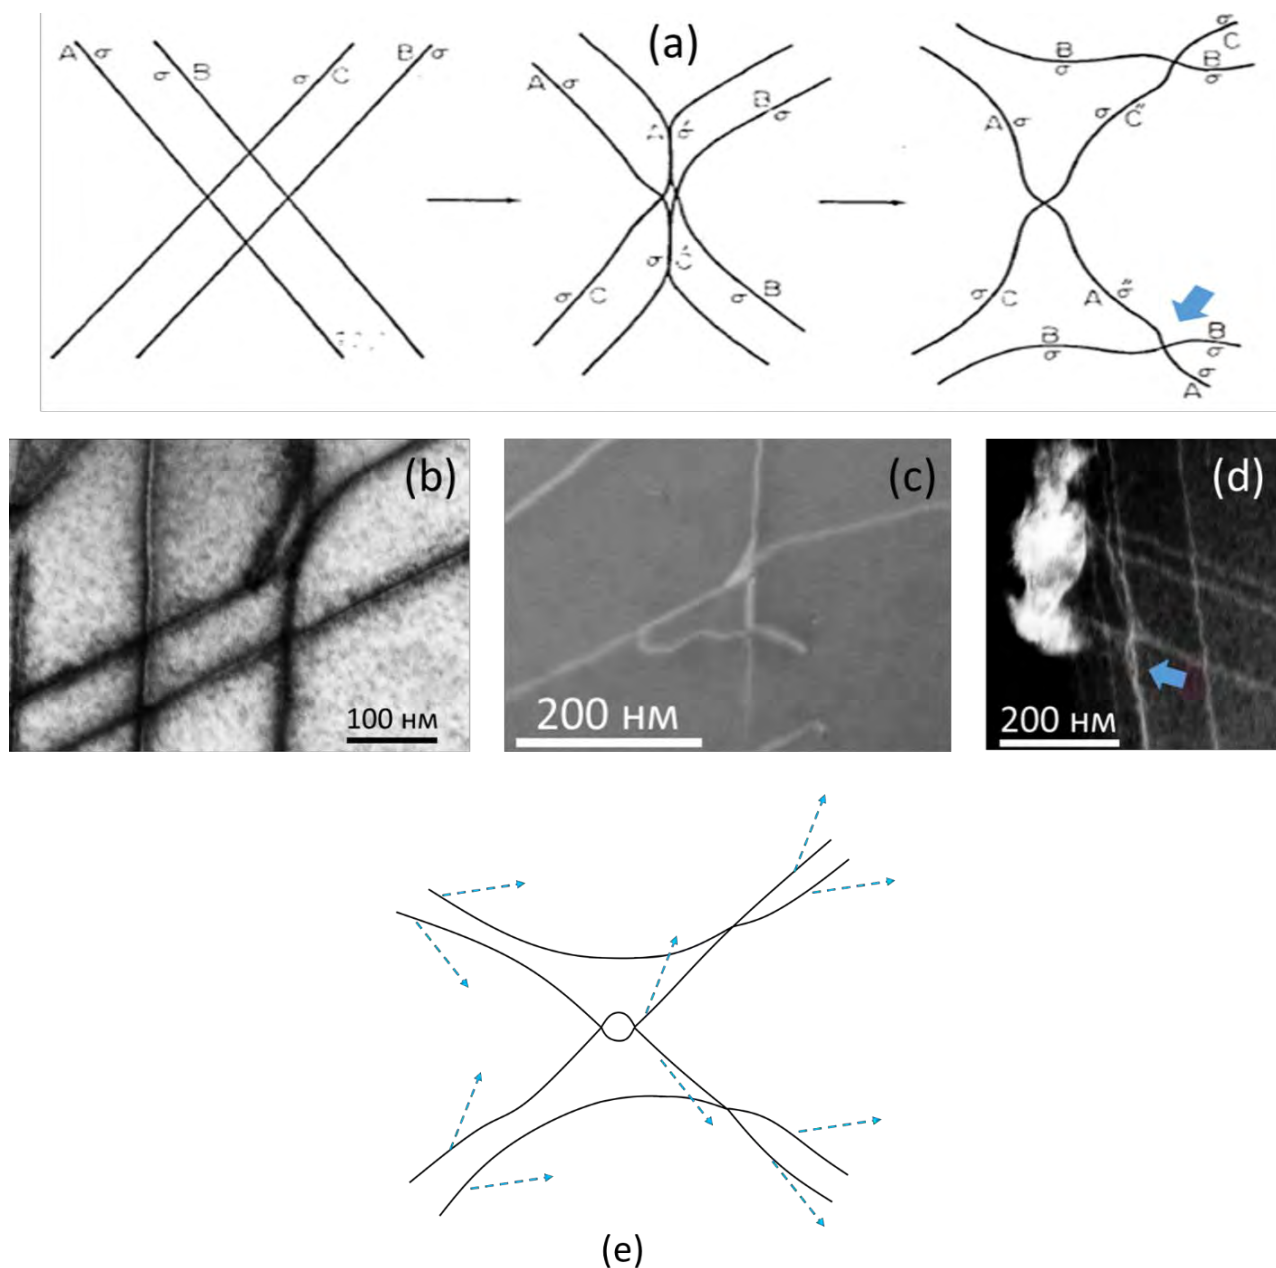 (a)
A σ
σ B
σ C
B σ
A σ
A' σ'
B σ
σ C'
σ C
σ B
B σ
σ C
B σ
A σ
σ C"
σ C
A σ"
B σ
B σ
A σ
(b)
100 нм
(c)
200 нм
(d)
200 нм
(e)